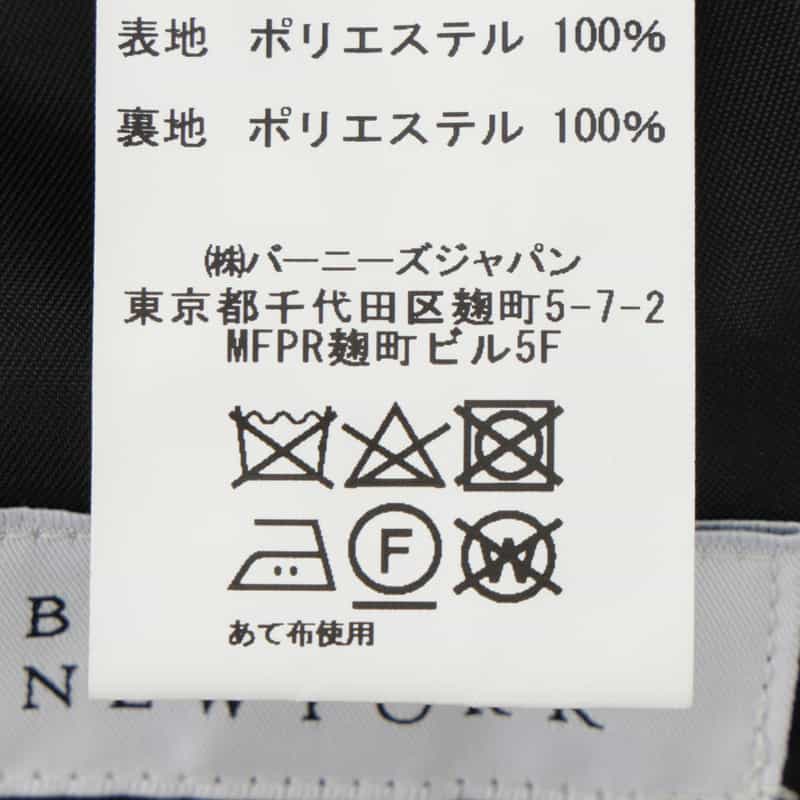 表地 ポリエステル 100%
裏地 ポリエステル 100%
㈱バーニーズジャパン
東京都千代田区麹町5-7-2
MFPR麹町ビル5F
F
W
あて布使用
B
NEW YORK